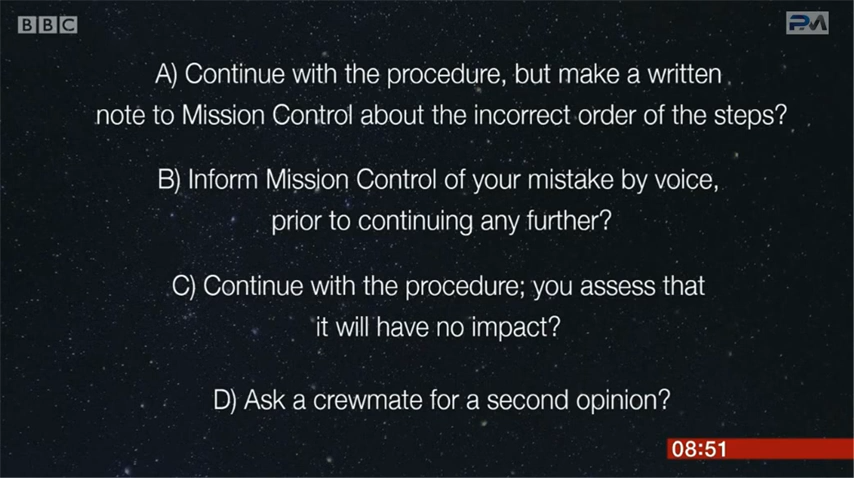 BBC
PM
A) Continue with the procedure, but make a written
note to Mission Control about the incorrect order of the steps?
B) Inform Mission Control of your mistake by voice,
prior to continuing any further?
C) Continue with the procedure; you assess that
it will have no impact?
D) Ask a crewmate for a second opinion?
08:51